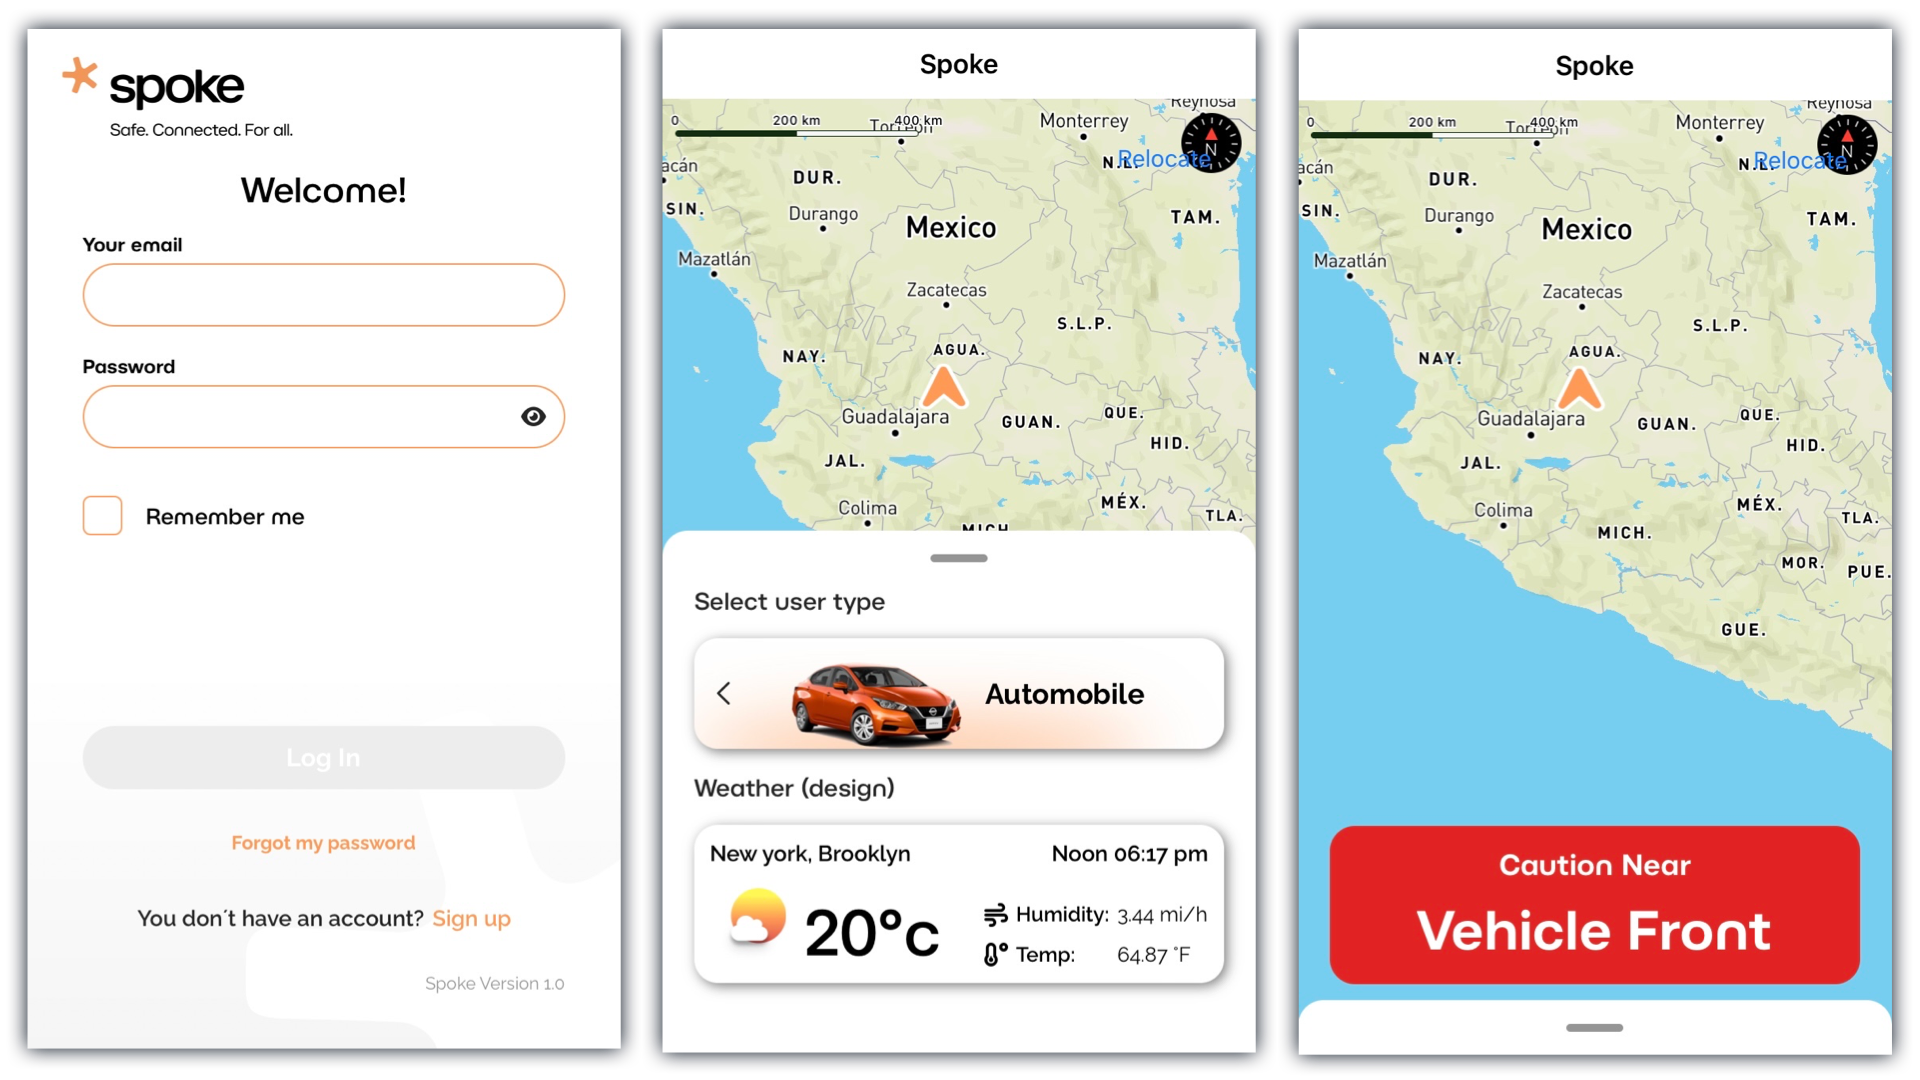 spoke
Safe. Connected. For all.
Welcome!
Your email
Password
Remember me
Log In
Forgot my password
You don´t have an account? Sign up
Spoke Version 1.0
Spoke
Reynosa
0 200 km 400 km
Torreón
Monterrey
N
acán
N.L.
Relocate
DUR.
SIN.
Durango
Mexico
TAM.
Mazatlán
Zacatecas
S.L.P.
NAY.
AGUA.
Guadalajara
GUAN.
QUE.
HID.
JAL.
Colima
MÉX.
TLA.
MICH
Select user type
Automobile
Weather (design)
New york, Brooklyn
Noon 06:17 pm
20°c
Humidity: 3.44 mi/h
Temp: 64.87 °F
Spoke
Reynosa
0 200 km 400 km
Torreón
Monterrey
N
acán
N.L.
Relocate
DUR.
SIN.
Durango
Mexico
TAM.
Mazatlán
Zacatecas
S.L.P.
NAY.
AGUA.
Guadalajara
GUAN.
QUE.
HID.
JAL.
Colima
MÉX.
TLA.
MICH.
MOR.
PUE.
GUE.
Caution Near
Vehicle Front